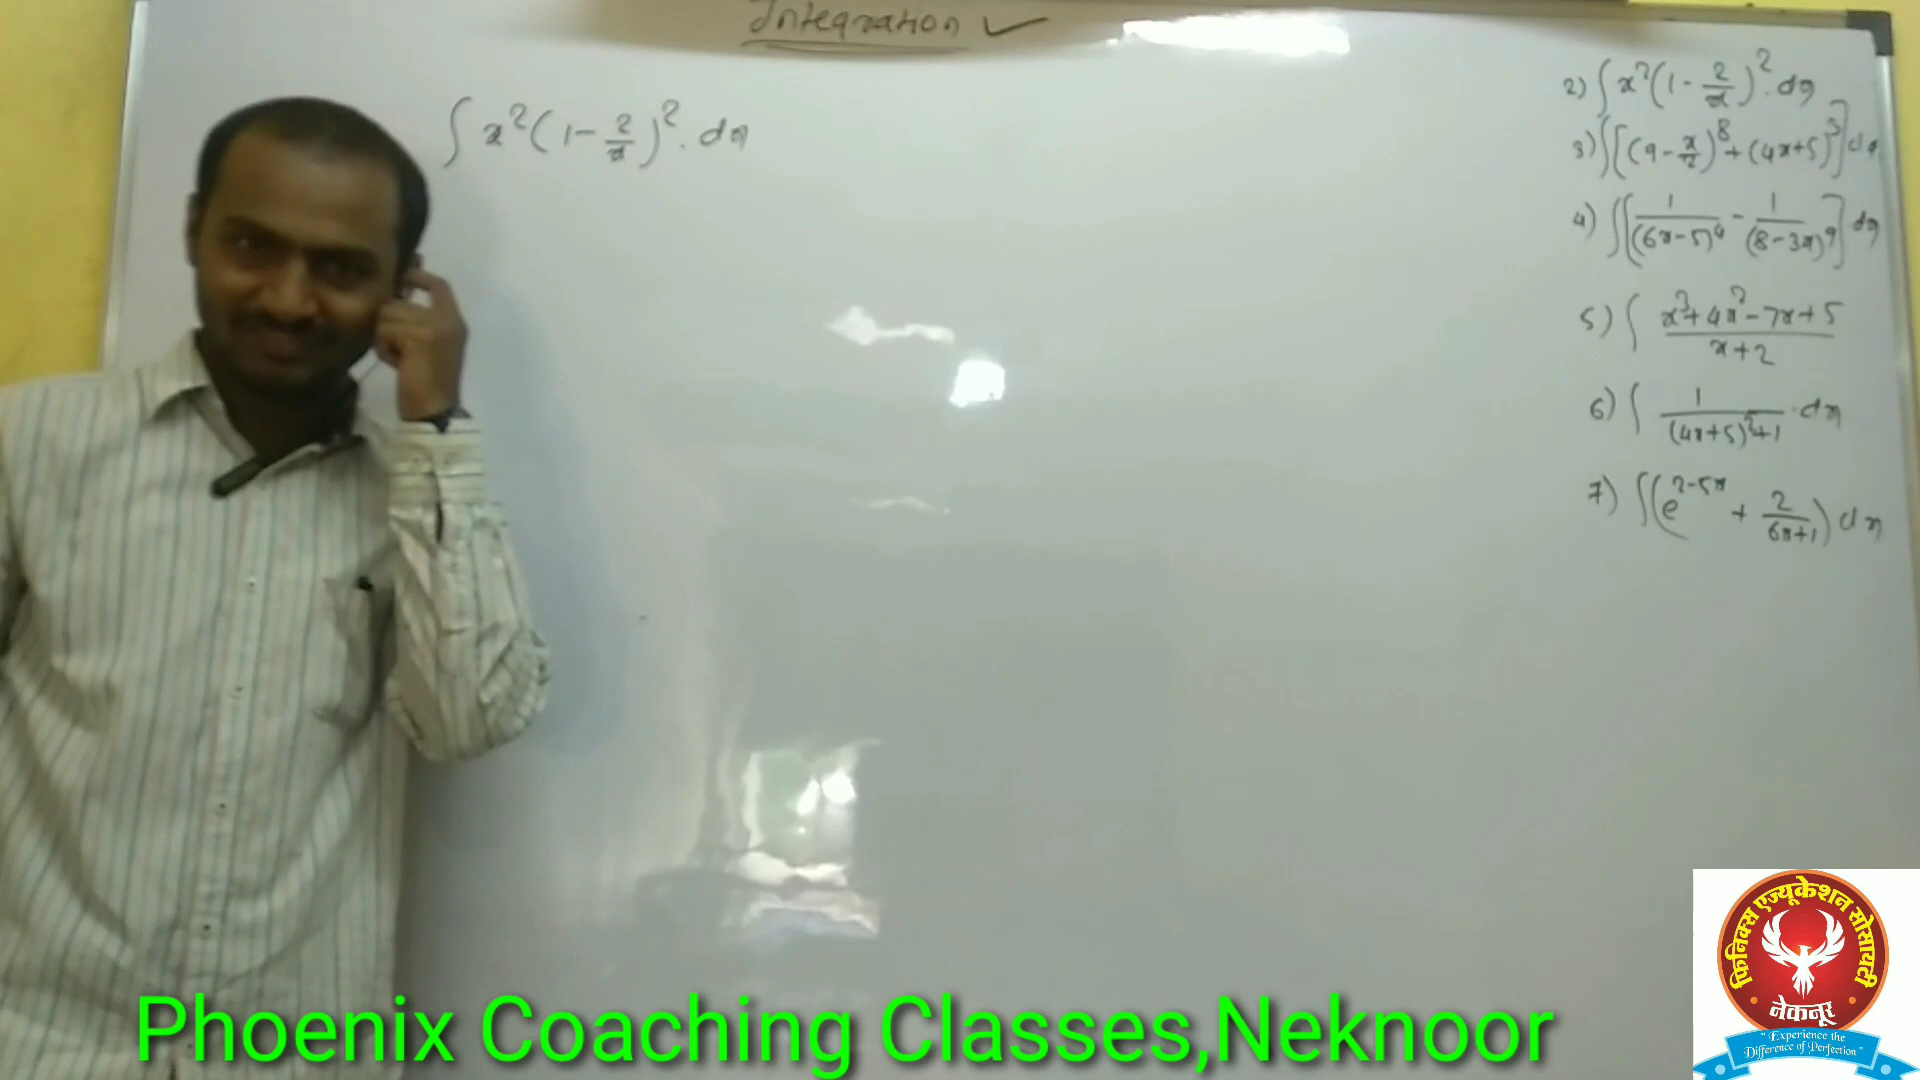 Integration ✓
∫ x²(1 - 2/x)². dx
2) ∫ x²(1 - 2/x)². dx
3) ∫[(9 - x/2)⁸ + (4x+5)³] dx
4) ∫[1/(6x-5)⁴ - 1/(8-3x)⁹] dx
5) ∫ x³+4x²-7x+5 / x+2
6) ∫ 1/(4x+5)²+1 . dx
7) ∫(e^(2-5x) + 2/(6x+1)) dx
फिनिक्स एज्यूकेशन सोसायटी
नेकनूर
"Experience the
Difference of Perfection"
Phoenix Coaching Classes,Neknoor